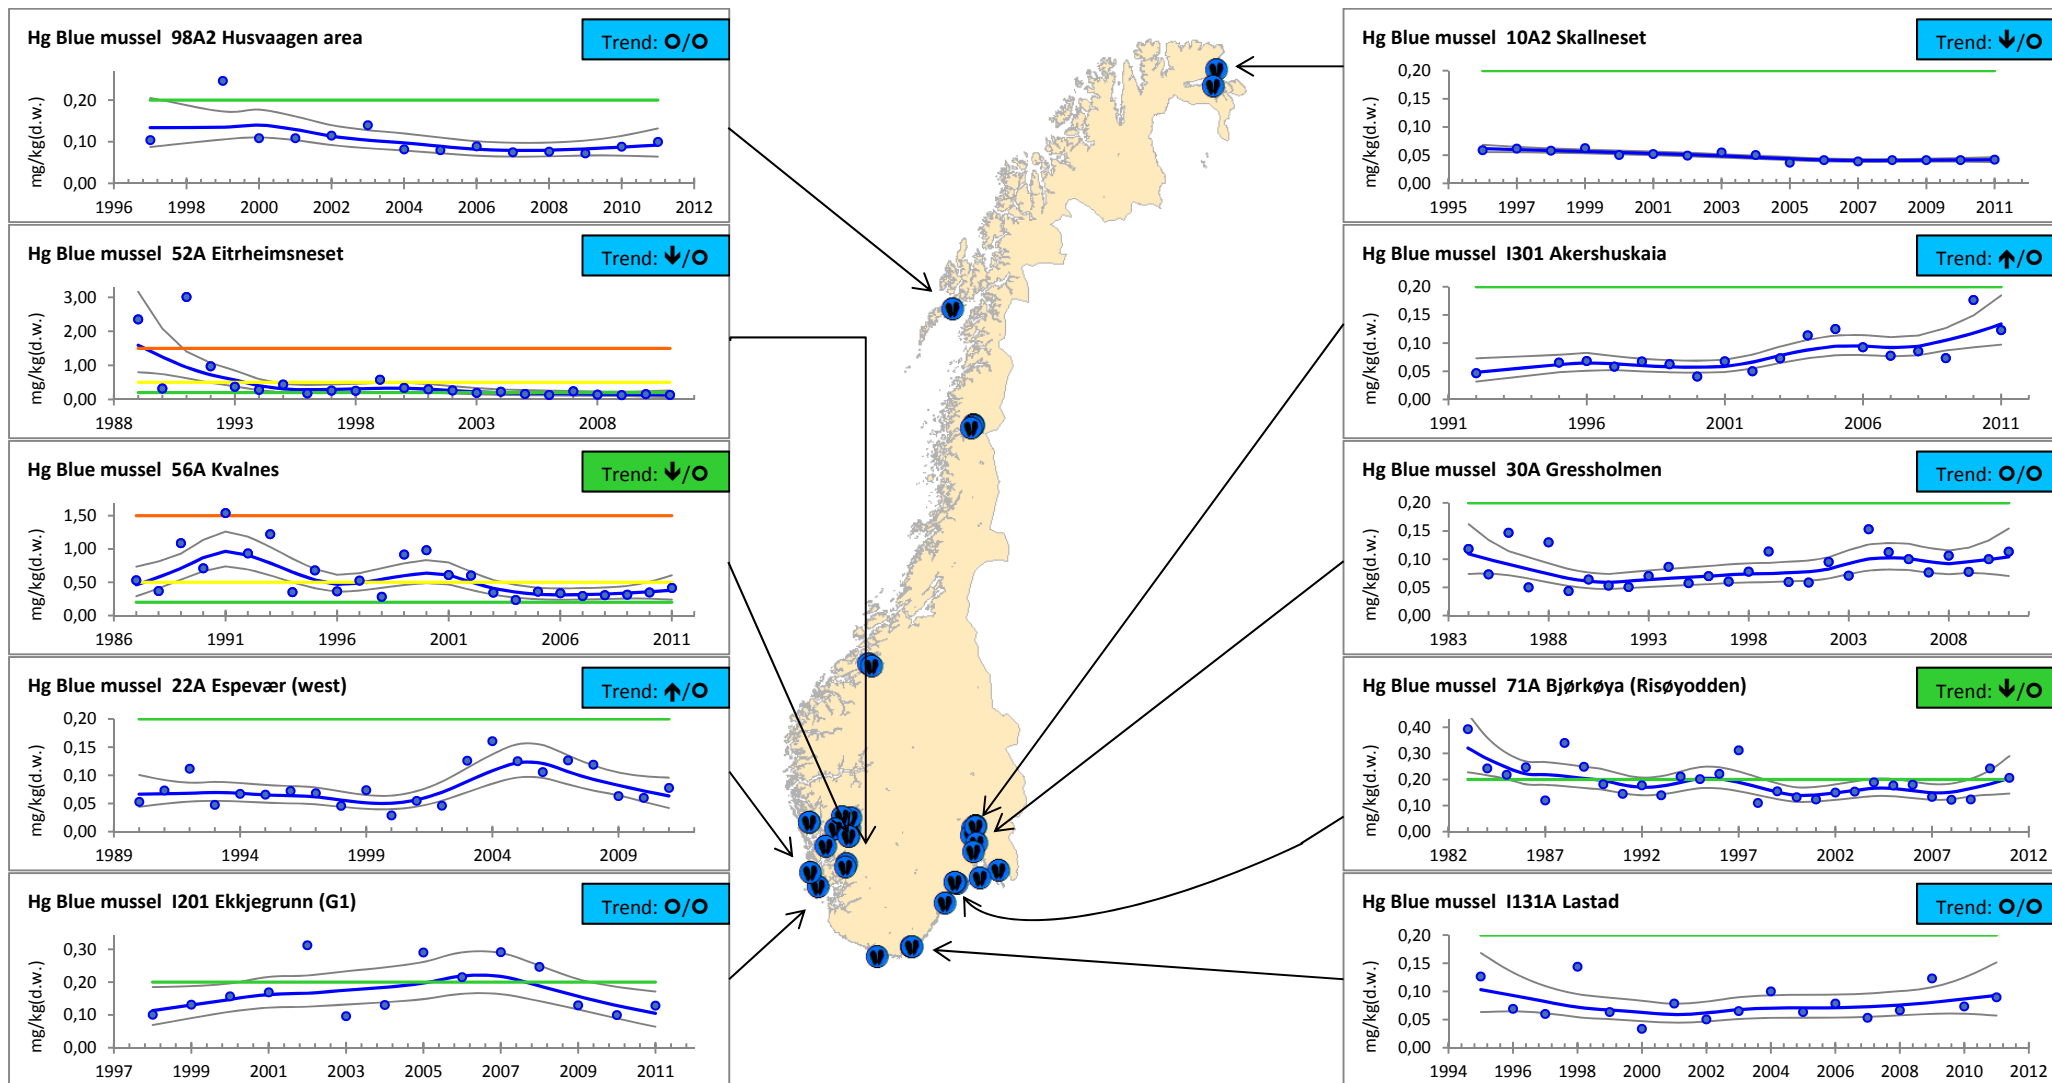 Hg Blue mussel 98A2 Husvaagen area
Trend: O/O
mg/kg(d.w.)
0,20
0,10
0,00
1996 1998 2000 2002 2004 2006 2008 2010 2012
Hg Blue mussel 52A Eitrheimsneset
Trend: ↓/O
mg/kg(d.w.)
3,00
2,00
1,00
0,00
1988 1993 1998 2003 2008
Hg Blue mussel 56A Kvalnes
Trend: ↓/O
mg/kg(d.w.)
1,50
1,00
0,50
0,00
1986 1991 1996 2001 2006 2011
Hg Blue mussel 22A Espevær (west)
Trend: ↑/O
mg/kg(d.w.)
0,20
0,15
0,10
0,05
0,00
1989 1994 1999 2004 2009
Hg Blue mussel I201 Ekkjegrunn (G1)
Trend: O/O
mg/kg(d.w.)
0,30
0,20
0,10
0,00
1997 1999 2001 2003 2005 2007 2009 2011
Hg Blue mussel 10A2 Skallneset
Trend: ↓/O
mg/kg(d.w.)
0,20
0,15
0,10
0,05
0,00
1995 1997 1999 2001 2003 2005 2007 2009 2011
Hg Blue mussel I301 Akershuskaia
Trend: ↑/O
mg/kg(d.w.)
0,20
0,15
0,10
0,05
0,00
1991 1996 2001 2006 2011
Hg Blue mussel 30A Gressholmen
Trend: O/O
mg/kg(d.w.)
0,20
0,15
0,10
0,05
0,00
1983 1988 1993 1998 2003 2008
Hg Blue mussel 71A Bjørkøya (Risøyodden)
Trend: ↓/O
mg/kg(d.w.)
0,40
0,30
0,20
0,10
0,00
1982 1987 1992 1997 2002 2007 2012
Hg Blue mussel I131A Lastad
Trend: O/O
mg/kg(d.w.)
0,20
0,15
0,10
0,05
0,00
1994 1996 1998 2000 2002 2004 2006 2008 2010 2012